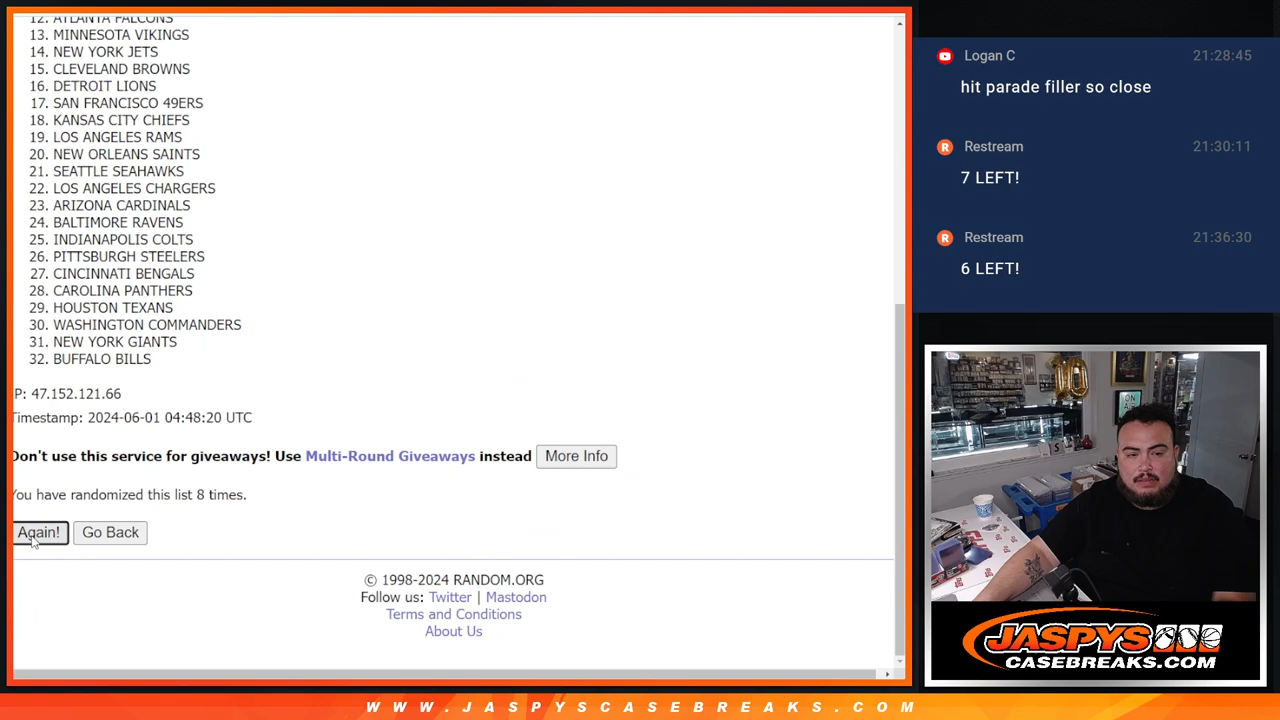 12. ATLANTA FALCONS
13. MINNESOTA VIKINGS
14. NEW YORK JETS
15. CLEVELAND BROWNS
16. DETROIT LIONS
17. SAN FRANCISCO 49ERS
18. KANSAS CITY CHIEFS
19. LOS ANGELES RAMS
20. NEW ORLEANS SAINTS
21. SEATTLE SEAHAWKS
22. LOS ANGELES CHARGERS
23. ARIZONA CARDINALS
24. BALTIMORE RAVENS
25. INDIANAPOLIS COLTS
26. PITTSBURGH STEELERS
27. CINCINNATI BENGALS
28. CAROLINA PANTHERS
29. HOUSTON TEXANS
30. WASHINGTON COMMANDERS
31. NEW YORK GIANTS
32. BUFFALO BILLS
P: 47.152.121.66
Timestamp: 2024-06-01 04:48:20 UTC
Don't use this service for giveaways! Use Multi-Round Giveaways instead More Info
You have randomized this list 8 times.
Again! Go Back
© 1998-2024 RANDOM.ORG
Follow us: Twitter | Mastodon
Terms and Conditions
About Us
Logan C 21:28:45
hit parade filler so close
R Restream 21:30:11
7 LEFT!
R Restream 21:36:30
6 LEFT!
10
ON
JASPYS
CASEBREAKS.COM
WWW.JASPYSCASEBREAKS.COM